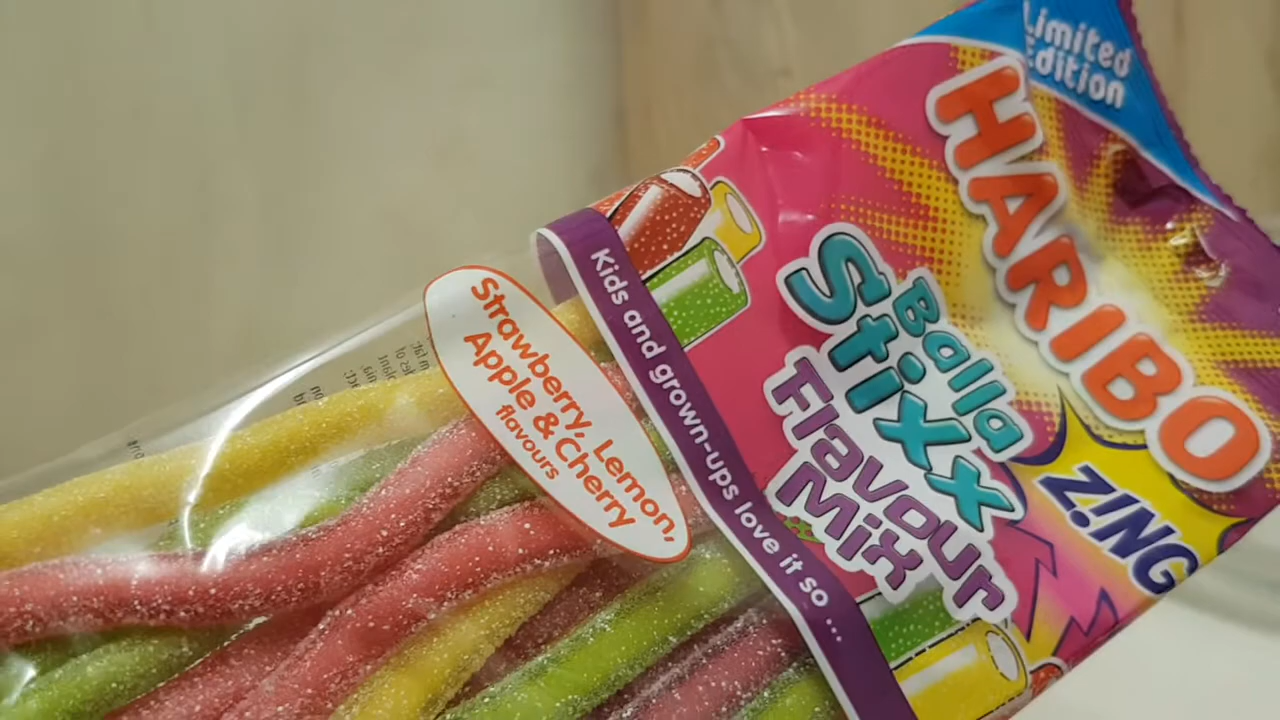 Limited
Edition
HARIBO
Balla
Stixx
Flavour
Mix
Z!NG
Kids and grown-ups love it so ...
Strawberry, Lemon,
Apple & Cherry
flavours